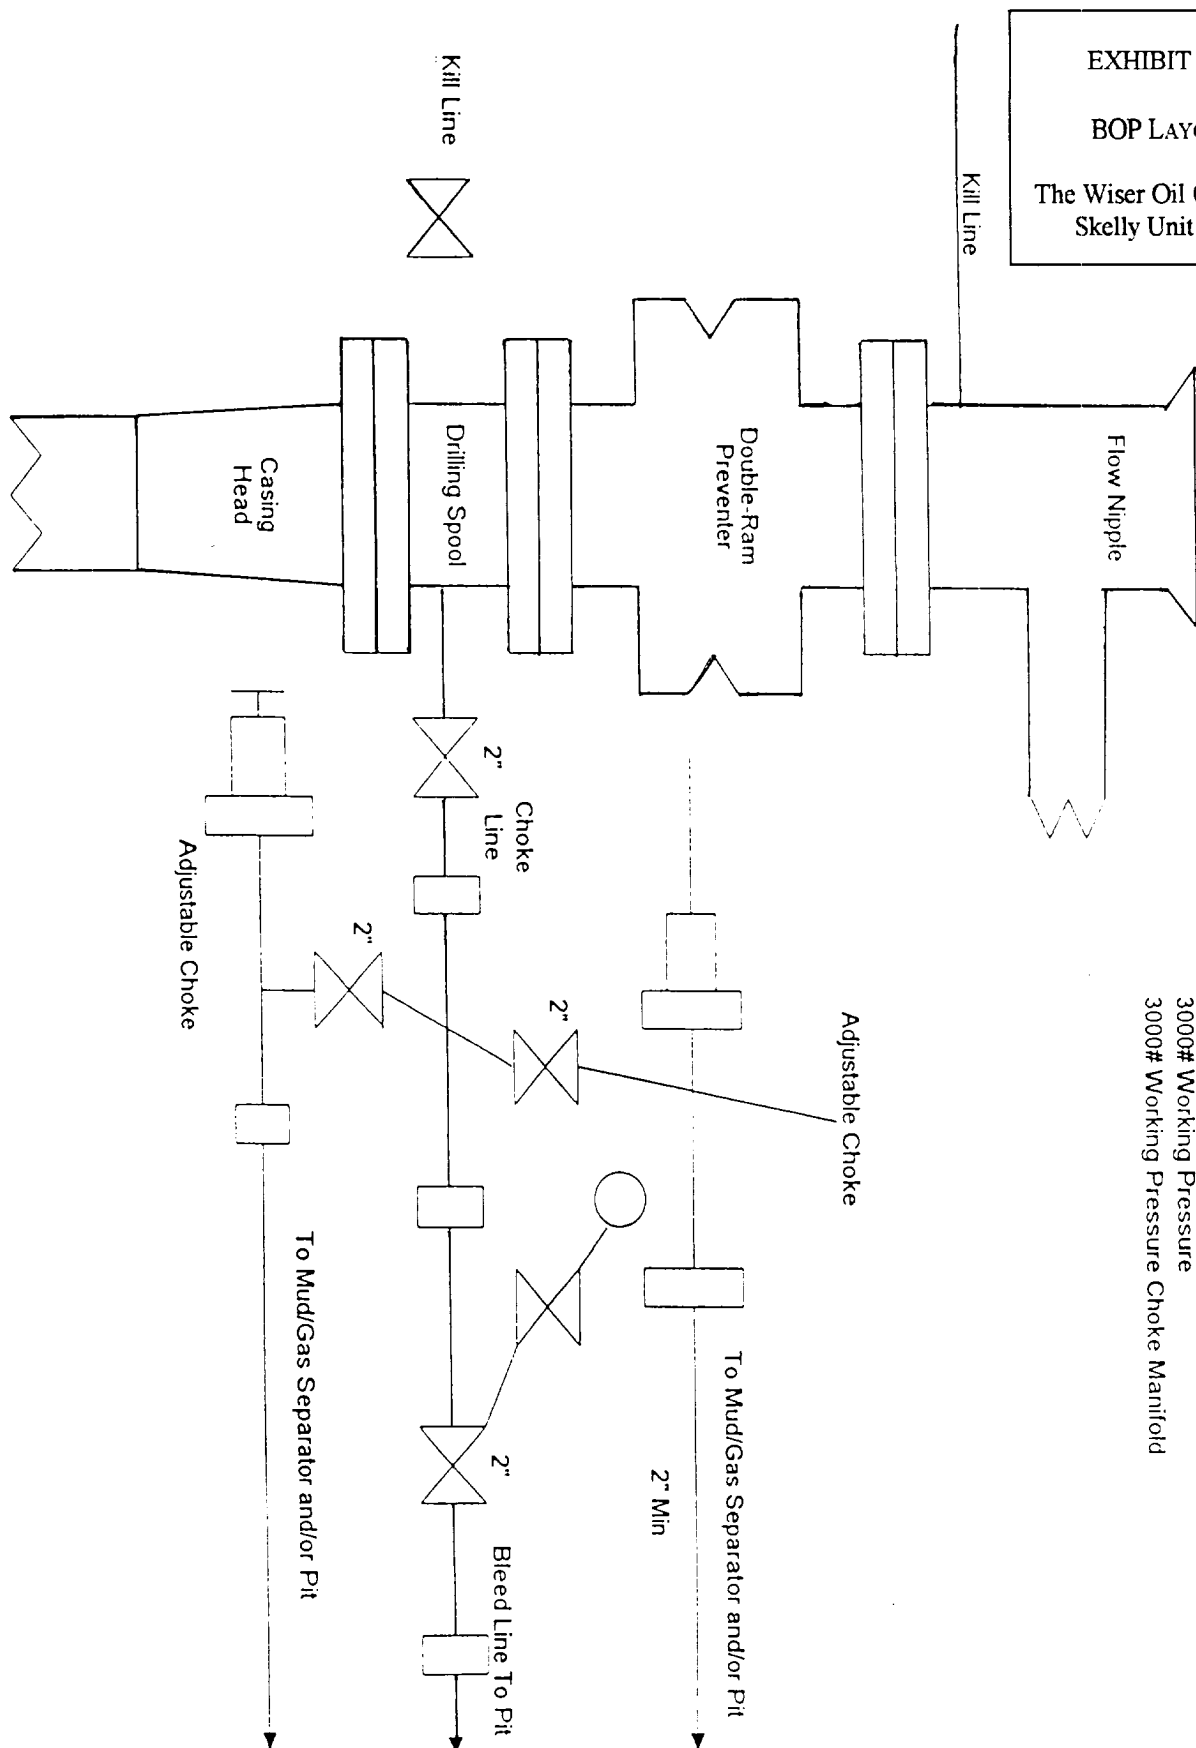 EXHIBIT
BOP LAYO
The Wiser Oil
Skelly Unit
3000# Working Pressure
3000# Working Pressure Choke Manifold
Kill Line
Flow Nipple
Double-Ram
Preventer
Adjustable Choke
To Mud/Gas Separator and/or Pit
2" Min
Kill Line
Drilling Spool
2"
Choke
Line
2"
2"
2"
Bleed Line To Pit
Casing
Head
Adjustable Choke
To Mud/Gas Separator and/or Pit